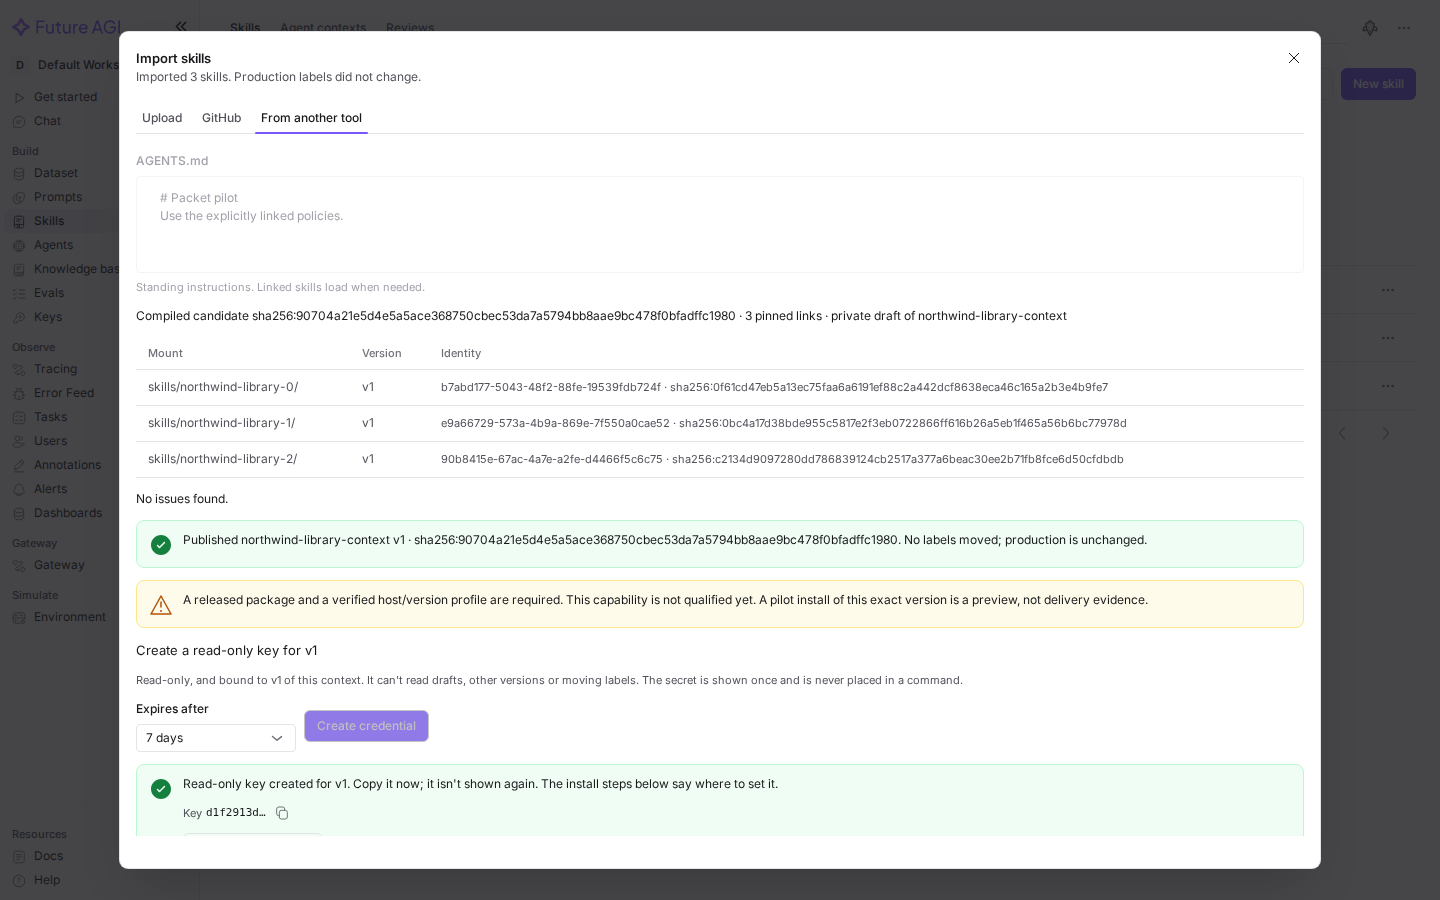 Future AGI
Skills
Agent contexts
Reviews
D
Default Works
Get started
Chat
Build
Dataset
Prompts
Skills
Agents
Knowledge bas
Evals
Keys
Observe
Tracing
Error Feed
Tasks
Users
Annotations
Alerts
Dashboards
Gateway
Gateway
Simulate
Environment
Resources
Docs
Help
New skill
Import skills
Imported 3 skills. Production labels did not change.
Upload
GitHub
From another tool
AGENTS.md
# Packet pilot
Use the explicitly linked policies.
Standing instructions. Linked skills load when needed.
Compiled candidate sha256:90704a21e5d4e5a5ace368750cbec53da7a5794bb8aae9bc478f0bfadffc1980 · 3 pinned links · private draft of northwind-library-context
Mount Version Identity
skills/northwind-library-0/ v1 b7abd177-5043-48f2-88fe-19539fdb724f · sha256:0f61cd47eb5a13ec75faa6a6191ef88c2a442dcf8638eca46c165a2b3e4b9fe7
skills/northwind-library-1/ v1 e9a66729-573a-4b9a-869e-7f550a0cae52 · sha256:0bc4a17d38bde955c5817e2f3eb0722866ff616b26a5eb1f465a56b6bc77978d
skills/northwind-library-2/ v1 90b8415e-67ac-4a7e-a2fe-d4466f5c6c75 · sha256:c2134d9097280dd786839124cb2517a377a6beac30ee2b71fb8fce6d50cfdbdb
No issues found.
Published northwind-library-context v1 · sha256:90704a21e5d4e5a5ace368750cbec53da7a5794bb8aae9bc478f0bfadffc1980. No labels moved; production is unchanged.
A released package and a verified host/version profile are required. This capability is not qualified yet. A pilot install of this exact version is a preview, not delivery evidence.
Create a read-only key for v1
Read-only, and bound to v1 of this context. It can't read drafts, other versions or moving labels. The secret is shown once and is never placed in a command.
Expires after
7 days
Create credential
Read-only key created for v1. Copy it now; it isn't shown again. The install steps below say where to set it.
Key d1f2913d…